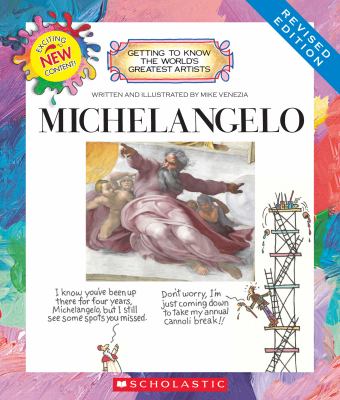 EXCITING
NEW
CONTENT!
GETTING TO KNOW
THE WORLD'S
GREATEST ARTISTS
REVISED
EDITION
WRITTEN AND ILLUSTRATED BY MIKE VENEZIA
MICHELANGELO
I know you've been up
there for four years,
Michelangelo, but I still
see some spots you missed.
Don't worry, I'm
just coming down
to take my annual
Cannoli break!!
SCHOLASTIC